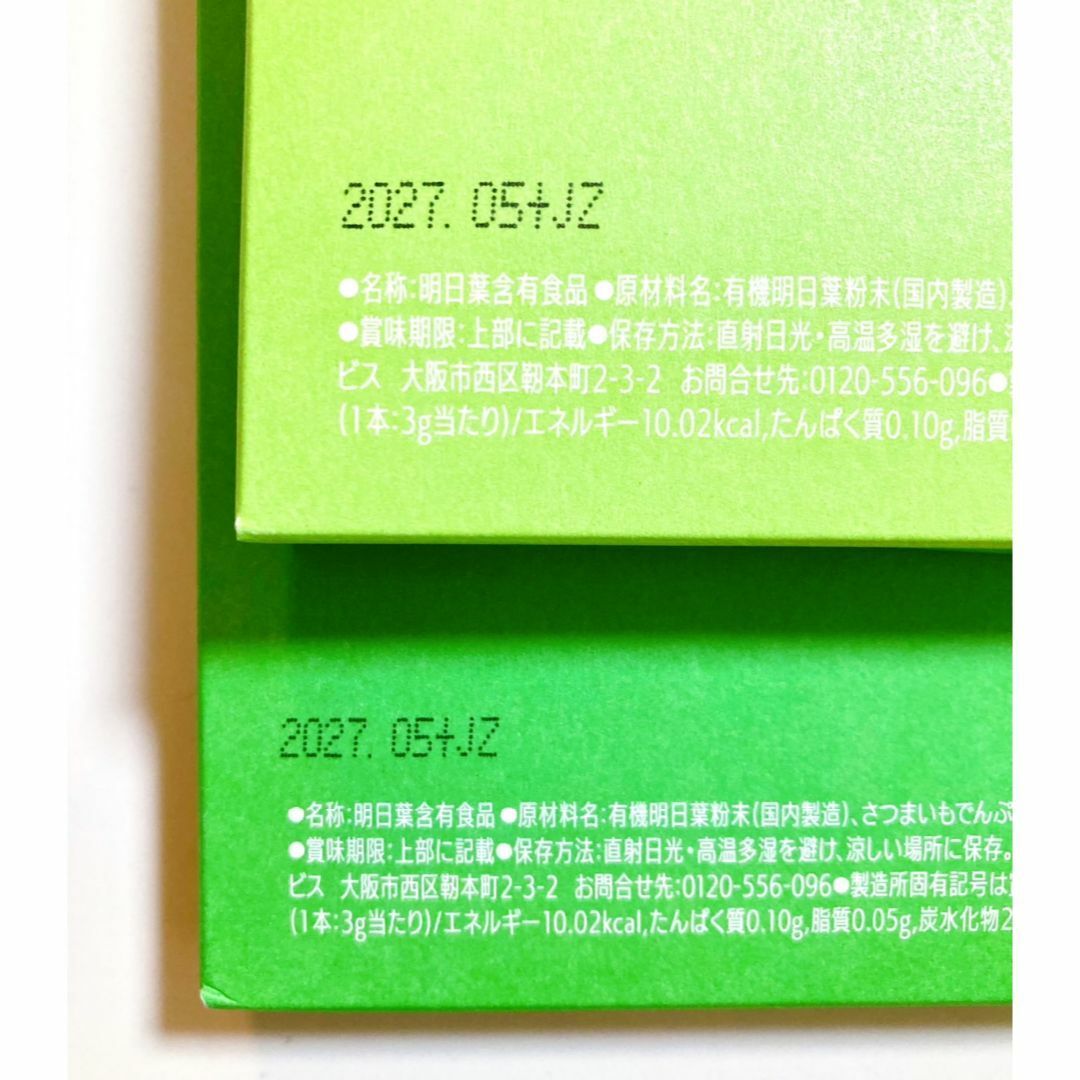 2027.05+JZ
●名称:明日葉含有食品 ●原材料名:有機明日葉粉末(国内製造)、
●賞味期限:上部に記載●保存方法:直射日光・高温多湿を避け、
ビス 大阪市西区靭本町2-3-2 お問合せ先:0120-556-096●
(1本:3g当たり)/エネルギー10.02kcal,たんぱく質0.10g,脂質
2027.05+JZ
●名称:明日葉含有食品 ●原材料名:有機明日葉粉末(国内製造)、さつまいもでんぷ
●賞味期限:上部に記載●保存方法:直射日光・高温多湿を避け、涼しい場所に保存。
ビス 大阪市西区靭本町2-3-2 お問合せ先:0120-556-096●製造所固有記号は
(1本:3g当たり)/エネルギー10.02kcal,たんぱく質0.10g,脂質0.05g,炭水化物2